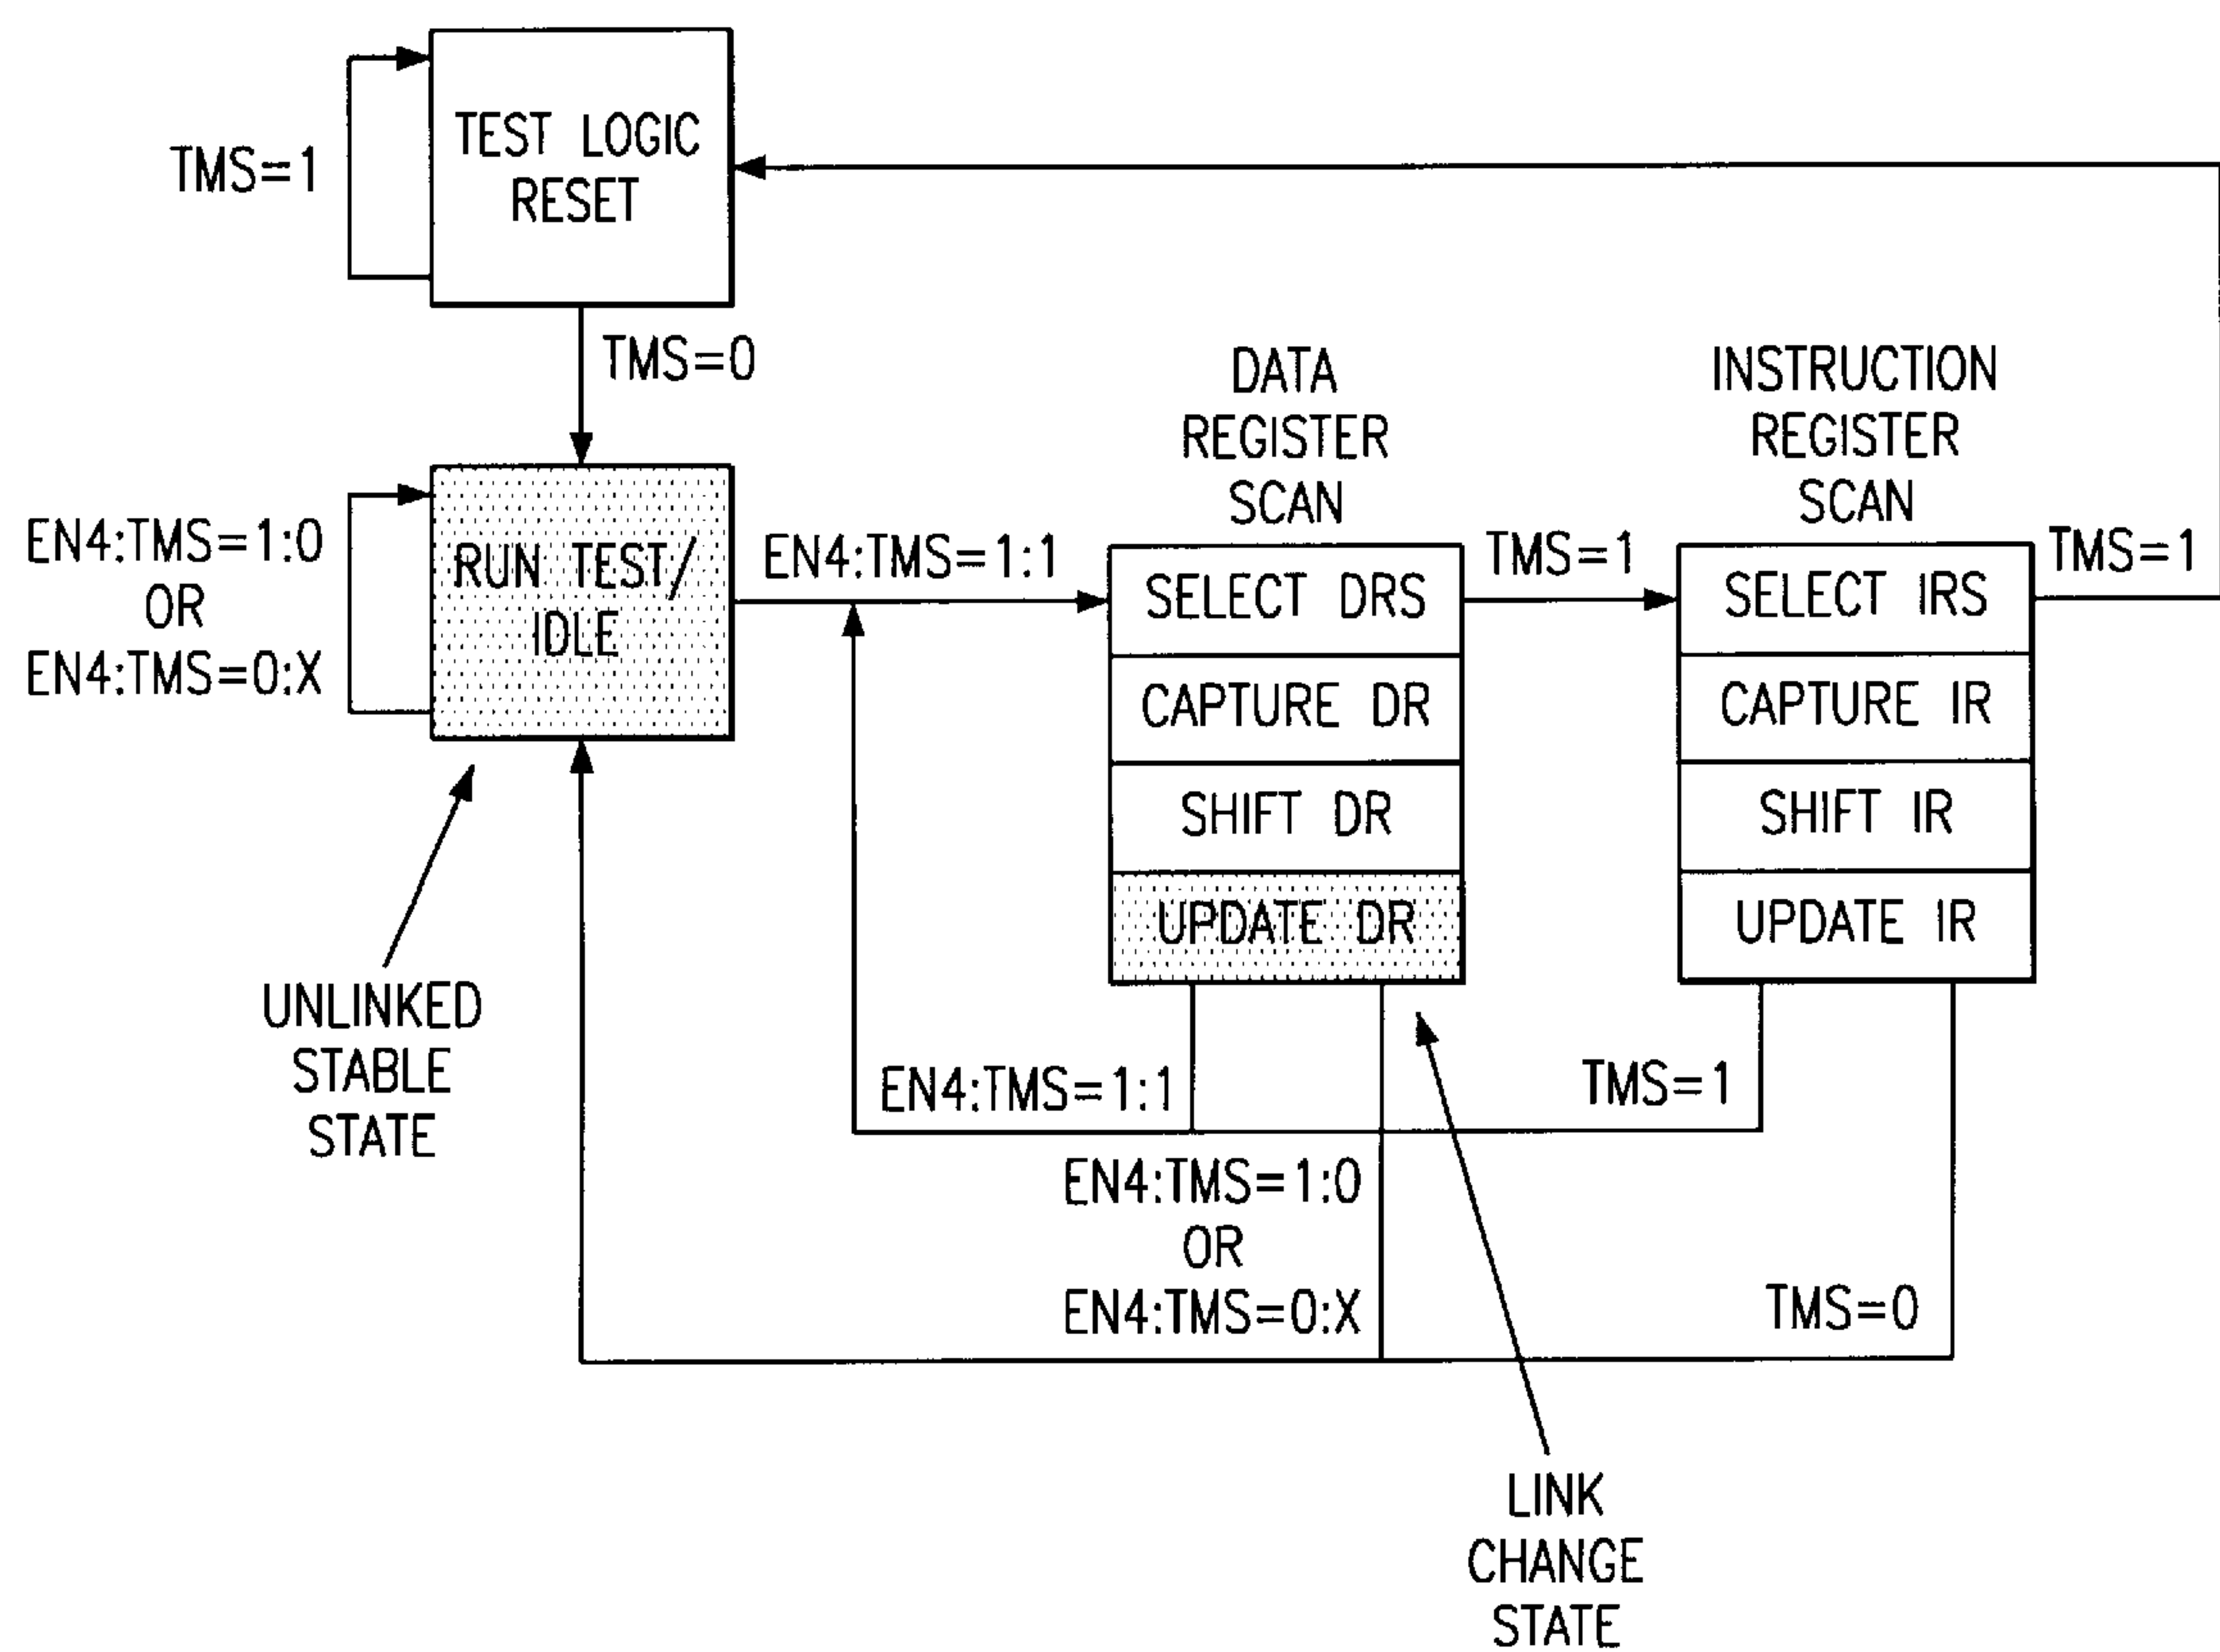 TEST LOGIC
RESET
TMS=1
TMS=0
EN4:TMS=1:0
OR
EN4:TMS=0:X
RUN TEST/
IDLE
EN4:TMS=1:1
DATA
REGISTER
SCAN
SELECT DRS
CAPTURE DR
SHIFT DR
UPDATE DR
TMS=1
INSTRUCTION
REGISTER
SCAN
SELECT IRS
CAPTURE IR
SHIFT IR
UPDATE IR
TMS=1
UNLINKED
STABLE
STATE
EN4:TMS=1:1
TMS=1
EN4:TMS=1:0
OR
EN4:TMS=0:X
TMS=0
LINK
CHANGE
STATE